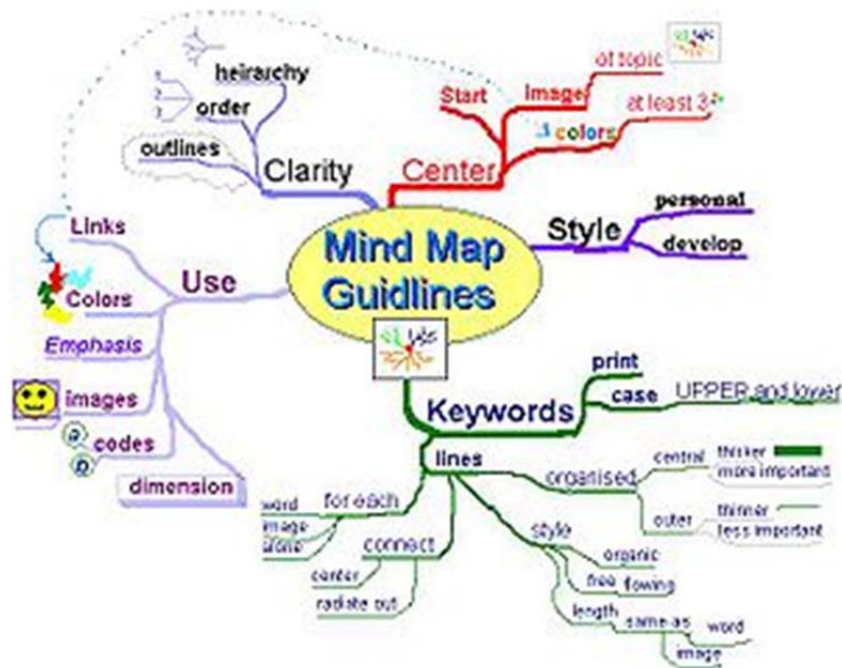 Mind Map
Guidlines
Center
Start
Image
of topic
colors
at least 3
Style
personal
develop
Keywords
print
case
UPPER and lower
lines
organised
central
thicker
more important
outer
thinner
less important
style
organic
free flowing
length
same as
word
image
connect
center
radiate out
for each
word
image
alone
Use
Links
Colors
Emphasis
images
codes
a
dimension
Clarity
heirarchy
order
1
2
3
outlines